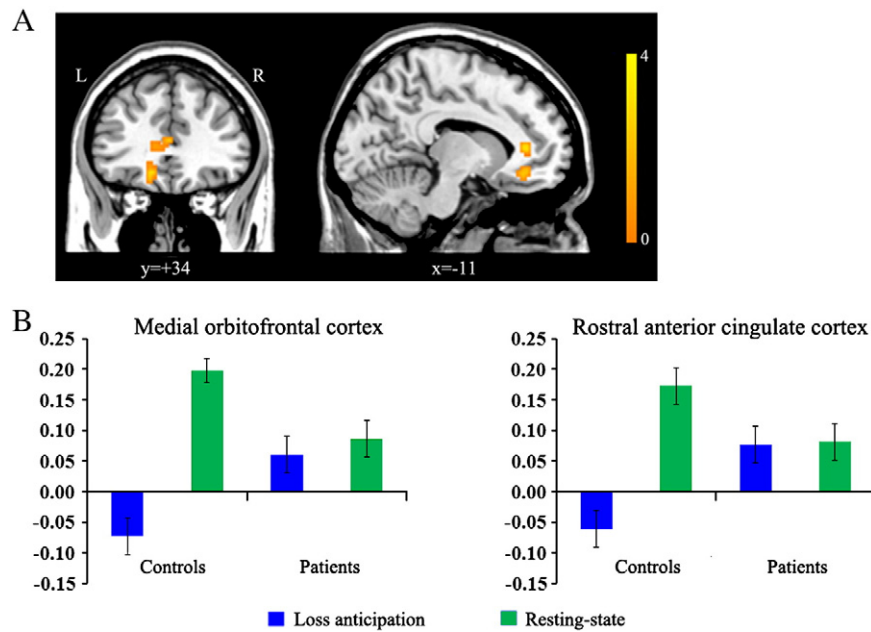 A
L
R
4
0
y=+34
x=-11
B
Medial orbitofrontal cortex
0.25
0.20
0.15
0.10
0.05
0.00
-0.05
-0.10
-0.15
Controls
Patients
Rostral anterior cingulate cortex
0.25
0.20
0.15
0.10
0.05
0.00
-0.05
-0.10
-0.15
Controls
Patients
Loss anticipation
Resting-state